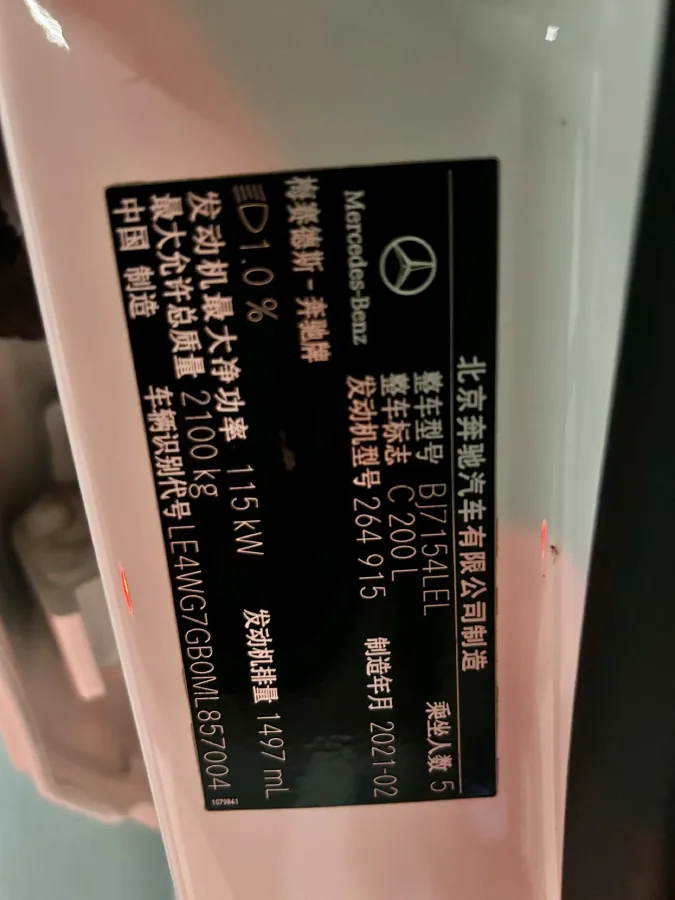 北京奔驰汽车有限公司制造
整车型号 BJ7154LEL 乘坐人数 5
整车标志 C 200 L
Mercedes-Benz 发动机型号 264 915 制造年月 2021-02
梅赛德斯-奔驰牌
1.0 %
发动机最大净功率 115 kW 发动机排量 1497 mL
最大允许总质量 2100 kg
车辆识别代号 LE4WG7GB0ML857004
中国 制造
1079841